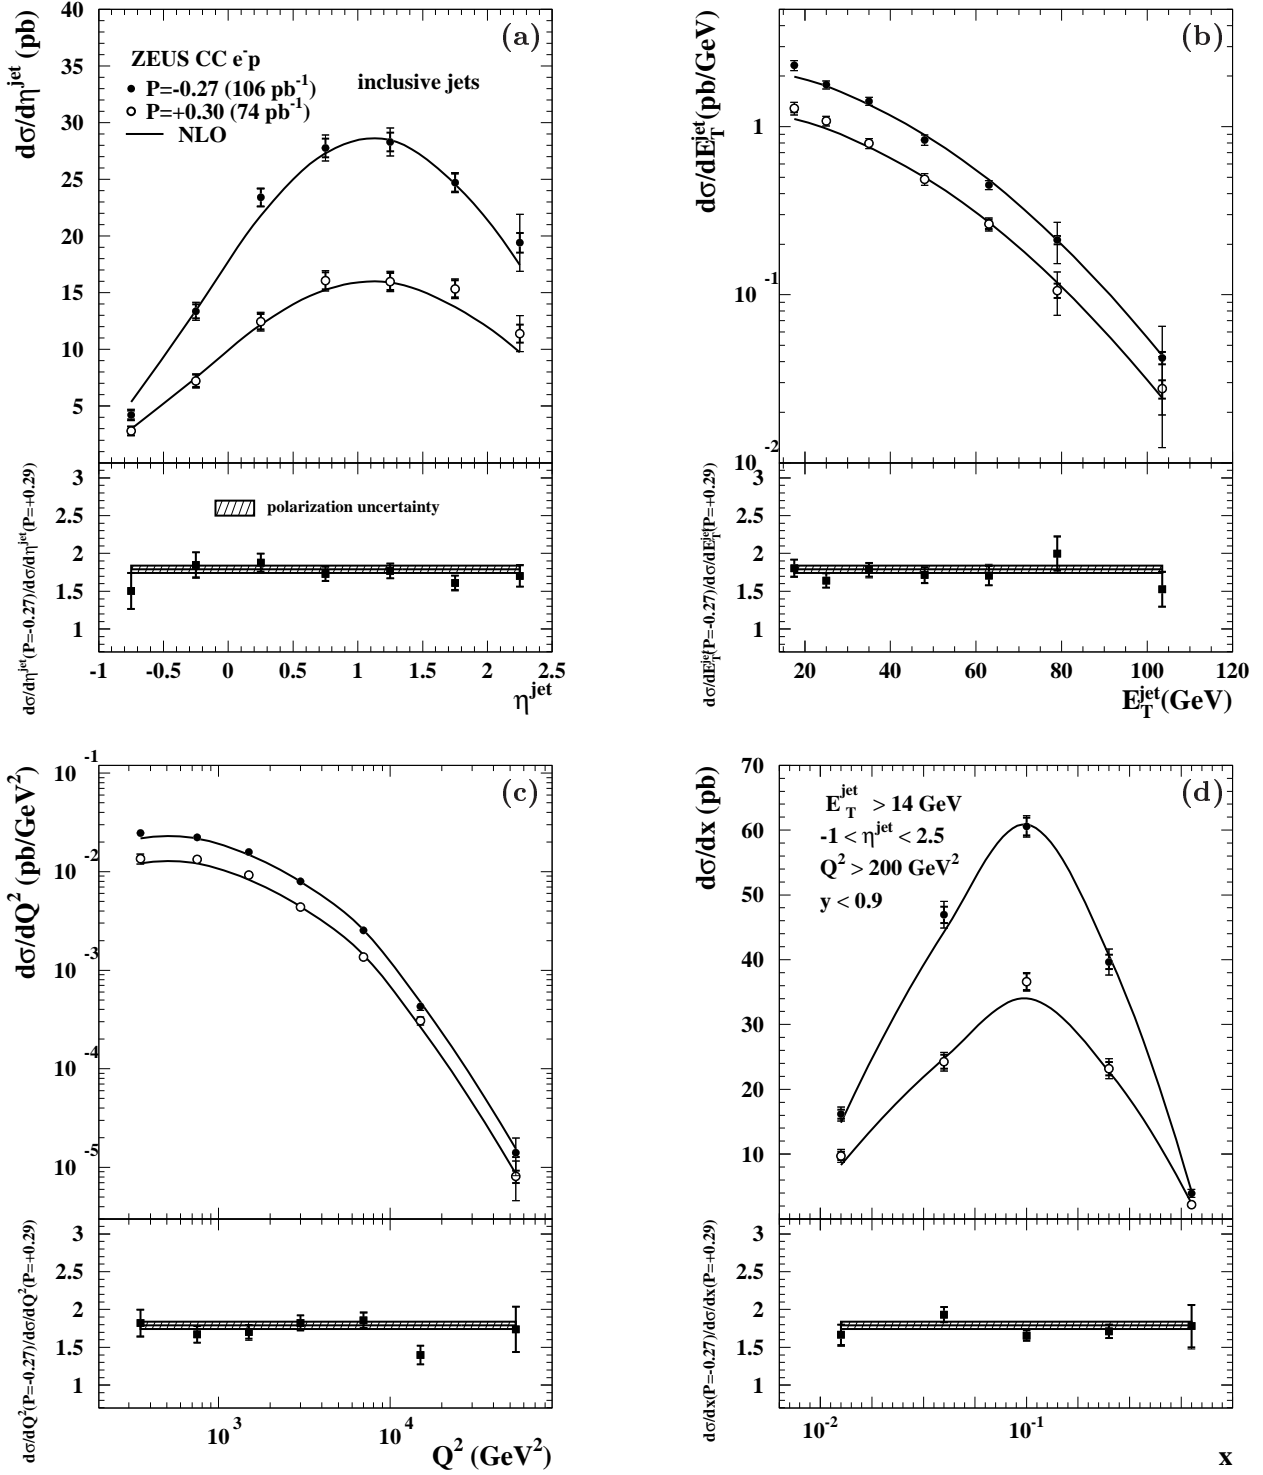 (a)
dσ/dη^jet (pb)
40
35
30
25
20
15
10
5
ZEUS CC e⁻p
P=-0.27 (106 pb⁻¹)
P=+0.30 (74 pb⁻¹)
NLO
inclusive jets
dσ/dη^jet(P=-0.27)/dσ/dη^jet(P=+0.29)
3
2.5
2
1.5
1
polarization uncertainty
-1 -0.5 0 0.5 1 1.5 2 2.5
η^jet
(b)
dσ/dE_T^jet(pb/GeV)
1
10⁻¹
10⁻²
dσ/dE_T^jet(P=-0.27)/dσ/dE_T^jet(P=+0.29)
3
2.5
2
1.5
1
20 40 60 80 100 120
E_T^jet(GeV)
(c)
dσ/dQ² (pb/GeV²)
10⁻¹
10⁻²
10⁻³
10⁻⁴
10⁻⁵
dσ/dQ²(P=-0.27)/dσ/dQ²(P=+0.29)
3
2.5
2
1.5
1
10³ 10⁴
Q² (GeV²)
(d)
dσ/dx (pb)
70
60
50
40
30
20
10
E_T^jet > 14 GeV
-1 < η^jet < 2.5
Q² > 200 GeV²
y < 0.9
dσ/dx(P=-0.27)/dσ/dx(P=+0.29)
3
2.5
2
1.5
1
10⁻² 10⁻¹
x